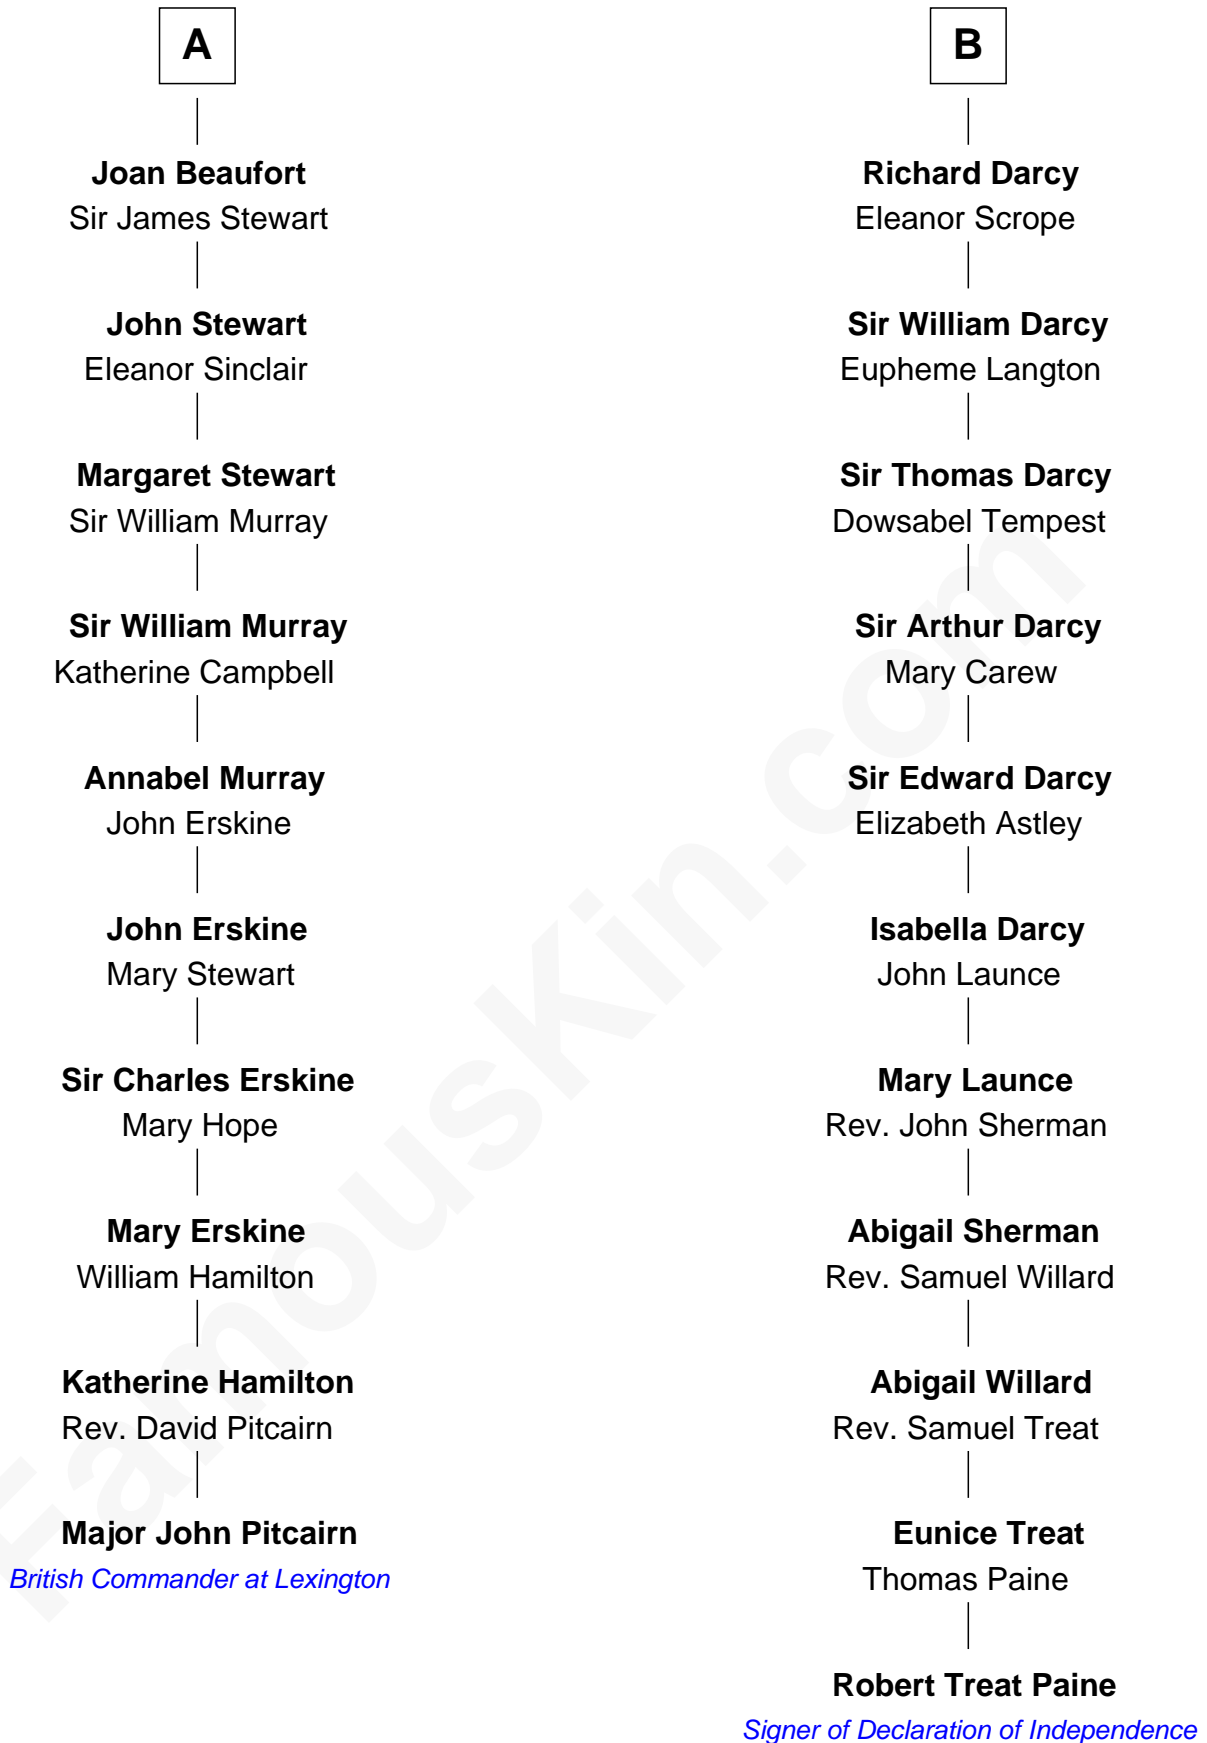 A
Joan Beaufort
Sir James Stewart
John Stewart
Eleanor Sinclair
Margaret Stewart
Sir William Murray
Sir William Murray
Katherine Campbell
Annabel Murray
John Erskine
John Erskine
Mary Stewart
Sir Charles Erskine
Mary Hope
Mary Erskine
William Hamilton
Katherine Hamilton
Rev. David Pitcairn
Major John Pitcairn
British Commander at Lexington
B
Richard Darcy
Eleanor Scrope
Sir William Darcy
Eupheme Langton
Sir Thomas Darcy
Dowsabel Tempest
Sir Arthur Darcy
Mary Carew
Sir Edward Darcy
Elizabeth Astley
Isabella Darcy
John Launce
Mary Launce
Rev. John Sherman
Abigail Sherman
Rev. Samuel Willard
Abigail Willard
Rev. Samuel Treat
Eunice Treat
Thomas Paine
Robert Treat Paine
Signer of Declaration of Independence
FamousKin.com